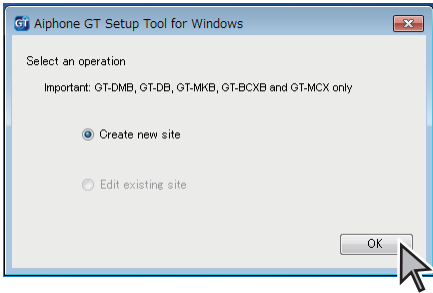 GT Aiphone GT Setup Tool for Windows
Select an operation
Important: GT-DMB, GT-DB, GT-MKB, GT-BCXB and GT-MCX only
Create new site
Edit existing site
OK